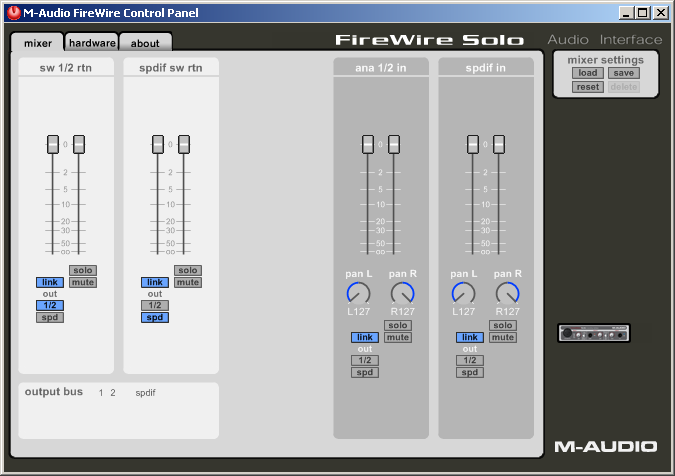 M-Audio FireWire Control Panel
mixer hardware about
FireWire Solo Audio Interface
mixer settings
load save
reset delete
sw 1/2 rtn
0
2
5
10
20
30
50
∞
solo
link mute
out
1/2
spd
spdif sw rtn
0
2
5
10
20
30
50
∞
solo
link mute
out
1/2
spd
ana 1/2 in
0
2
5
10
20
30
50
∞
pan L pan R
L127 R127
solo
link mute
out
1/2
spd
spdif in
0
2
5
10
20
30
50
∞
pan L pan R
L127 R127
solo
link mute
out
1/2
spd
output bus 1 2 spdif
M-AUDIO